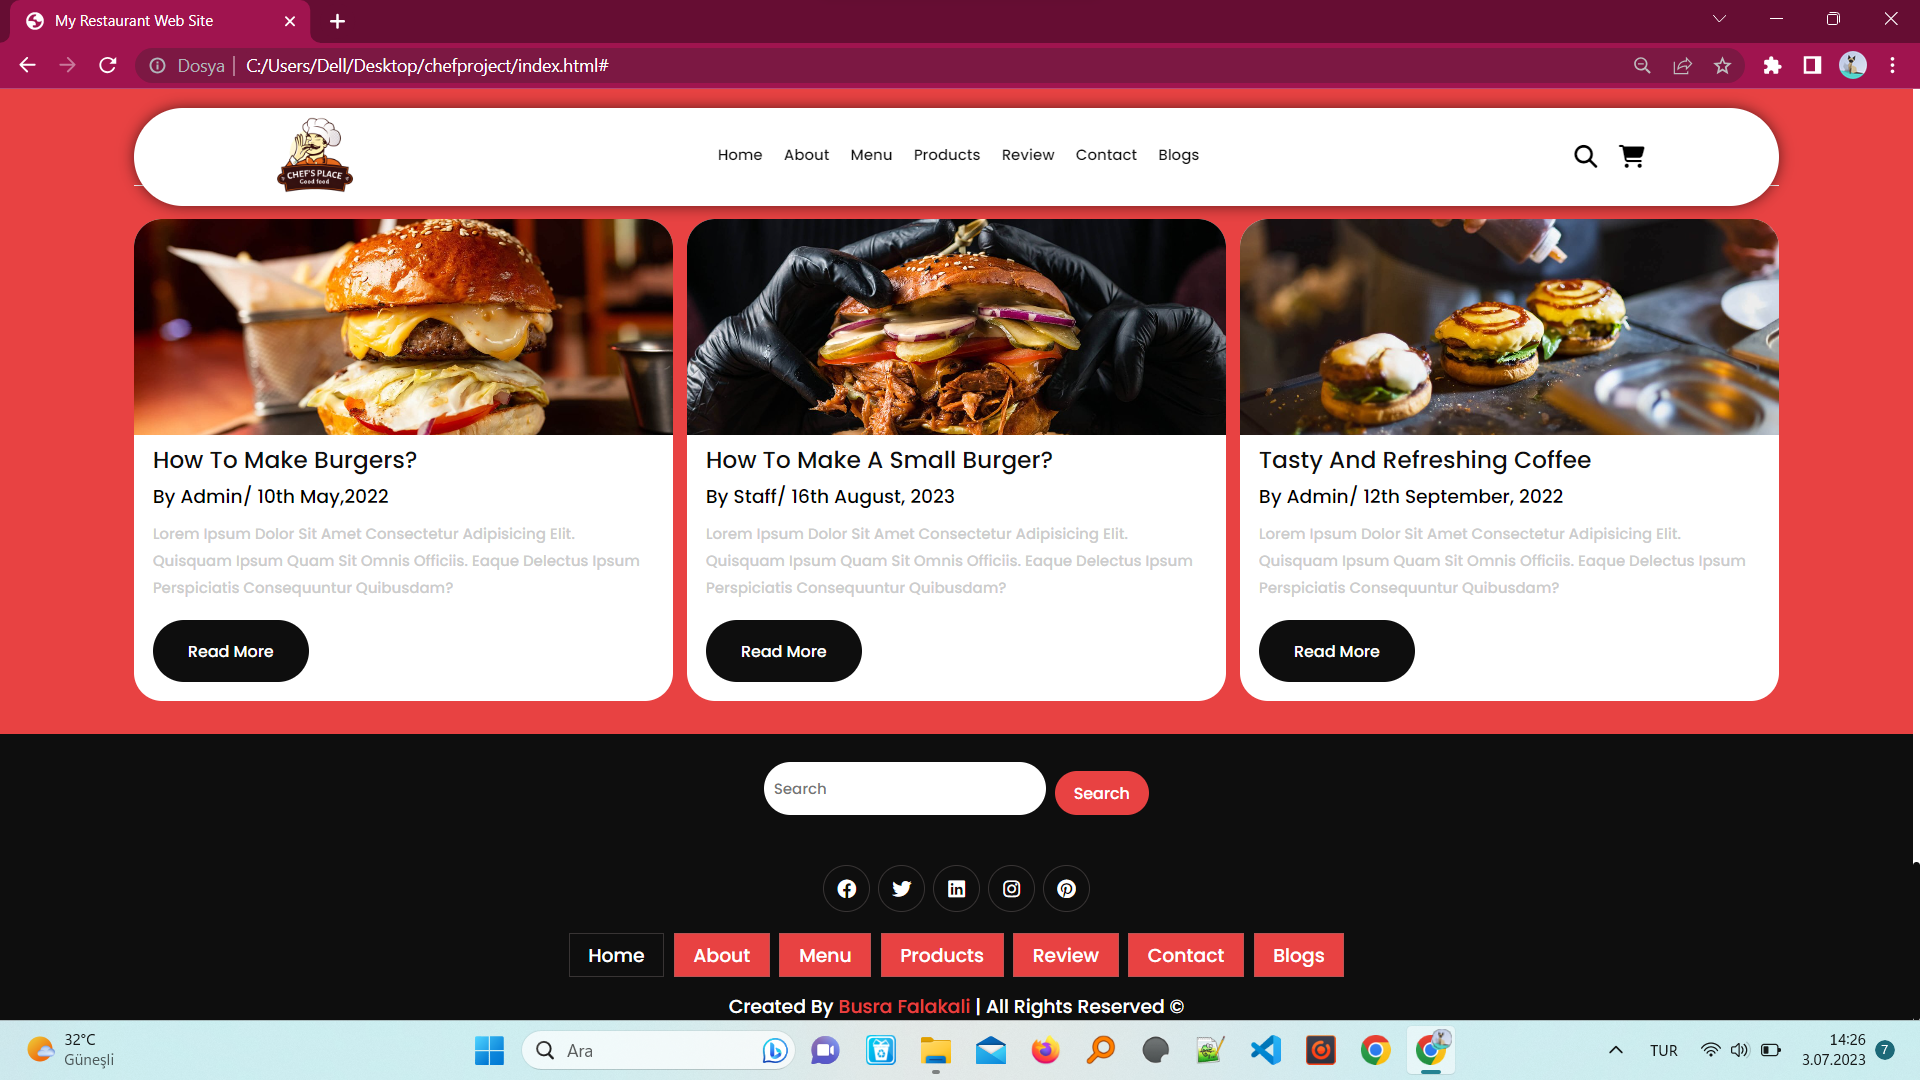 My Restaurant Web Site
Dosya | C:/Users/Dell/Desktop/chefproject/index.html#
CHEF'S PLACE
Good food
Home About Menu Products Review Contact Blogs
How To Make Burgers?
By Admin/ 10th May,2022
Lorem Ipsum Dolor Sit Amet Consectetur Adipisicing Elit.
Quisquam Ipsum Quam Sit Omnis Officiis. Eaque Delectus Ipsum
Perspiciatis Consequuntur Quibusdam?
Read More
How To Make A Small Burger?
By Staff/ 16th August, 2023
Lorem Ipsum Dolor Sit Amet Consectetur Adipisicing Elit.
Quisquam Ipsum Quam Sit Omnis Officiis. Eaque Delectus Ipsum
Perspiciatis Consequuntur Quibusdam?
Read More
Tasty And Refreshing Coffee
By Admin/ 12th September, 2022
Lorem Ipsum Dolor Sit Amet Consectetur Adipisicing Elit.
Quisquam Ipsum Quam Sit Omnis Officiis. Eaque Delectus Ipsum
Perspiciatis Consequuntur Quibusdam?
Read More
Search Search
Home About Menu Products Review Contact Blogs
Created By Busra Falakali | All Rights Reserved ©
32°C
Güneşli
Ara
TUR
14:26
3.07.2023
7